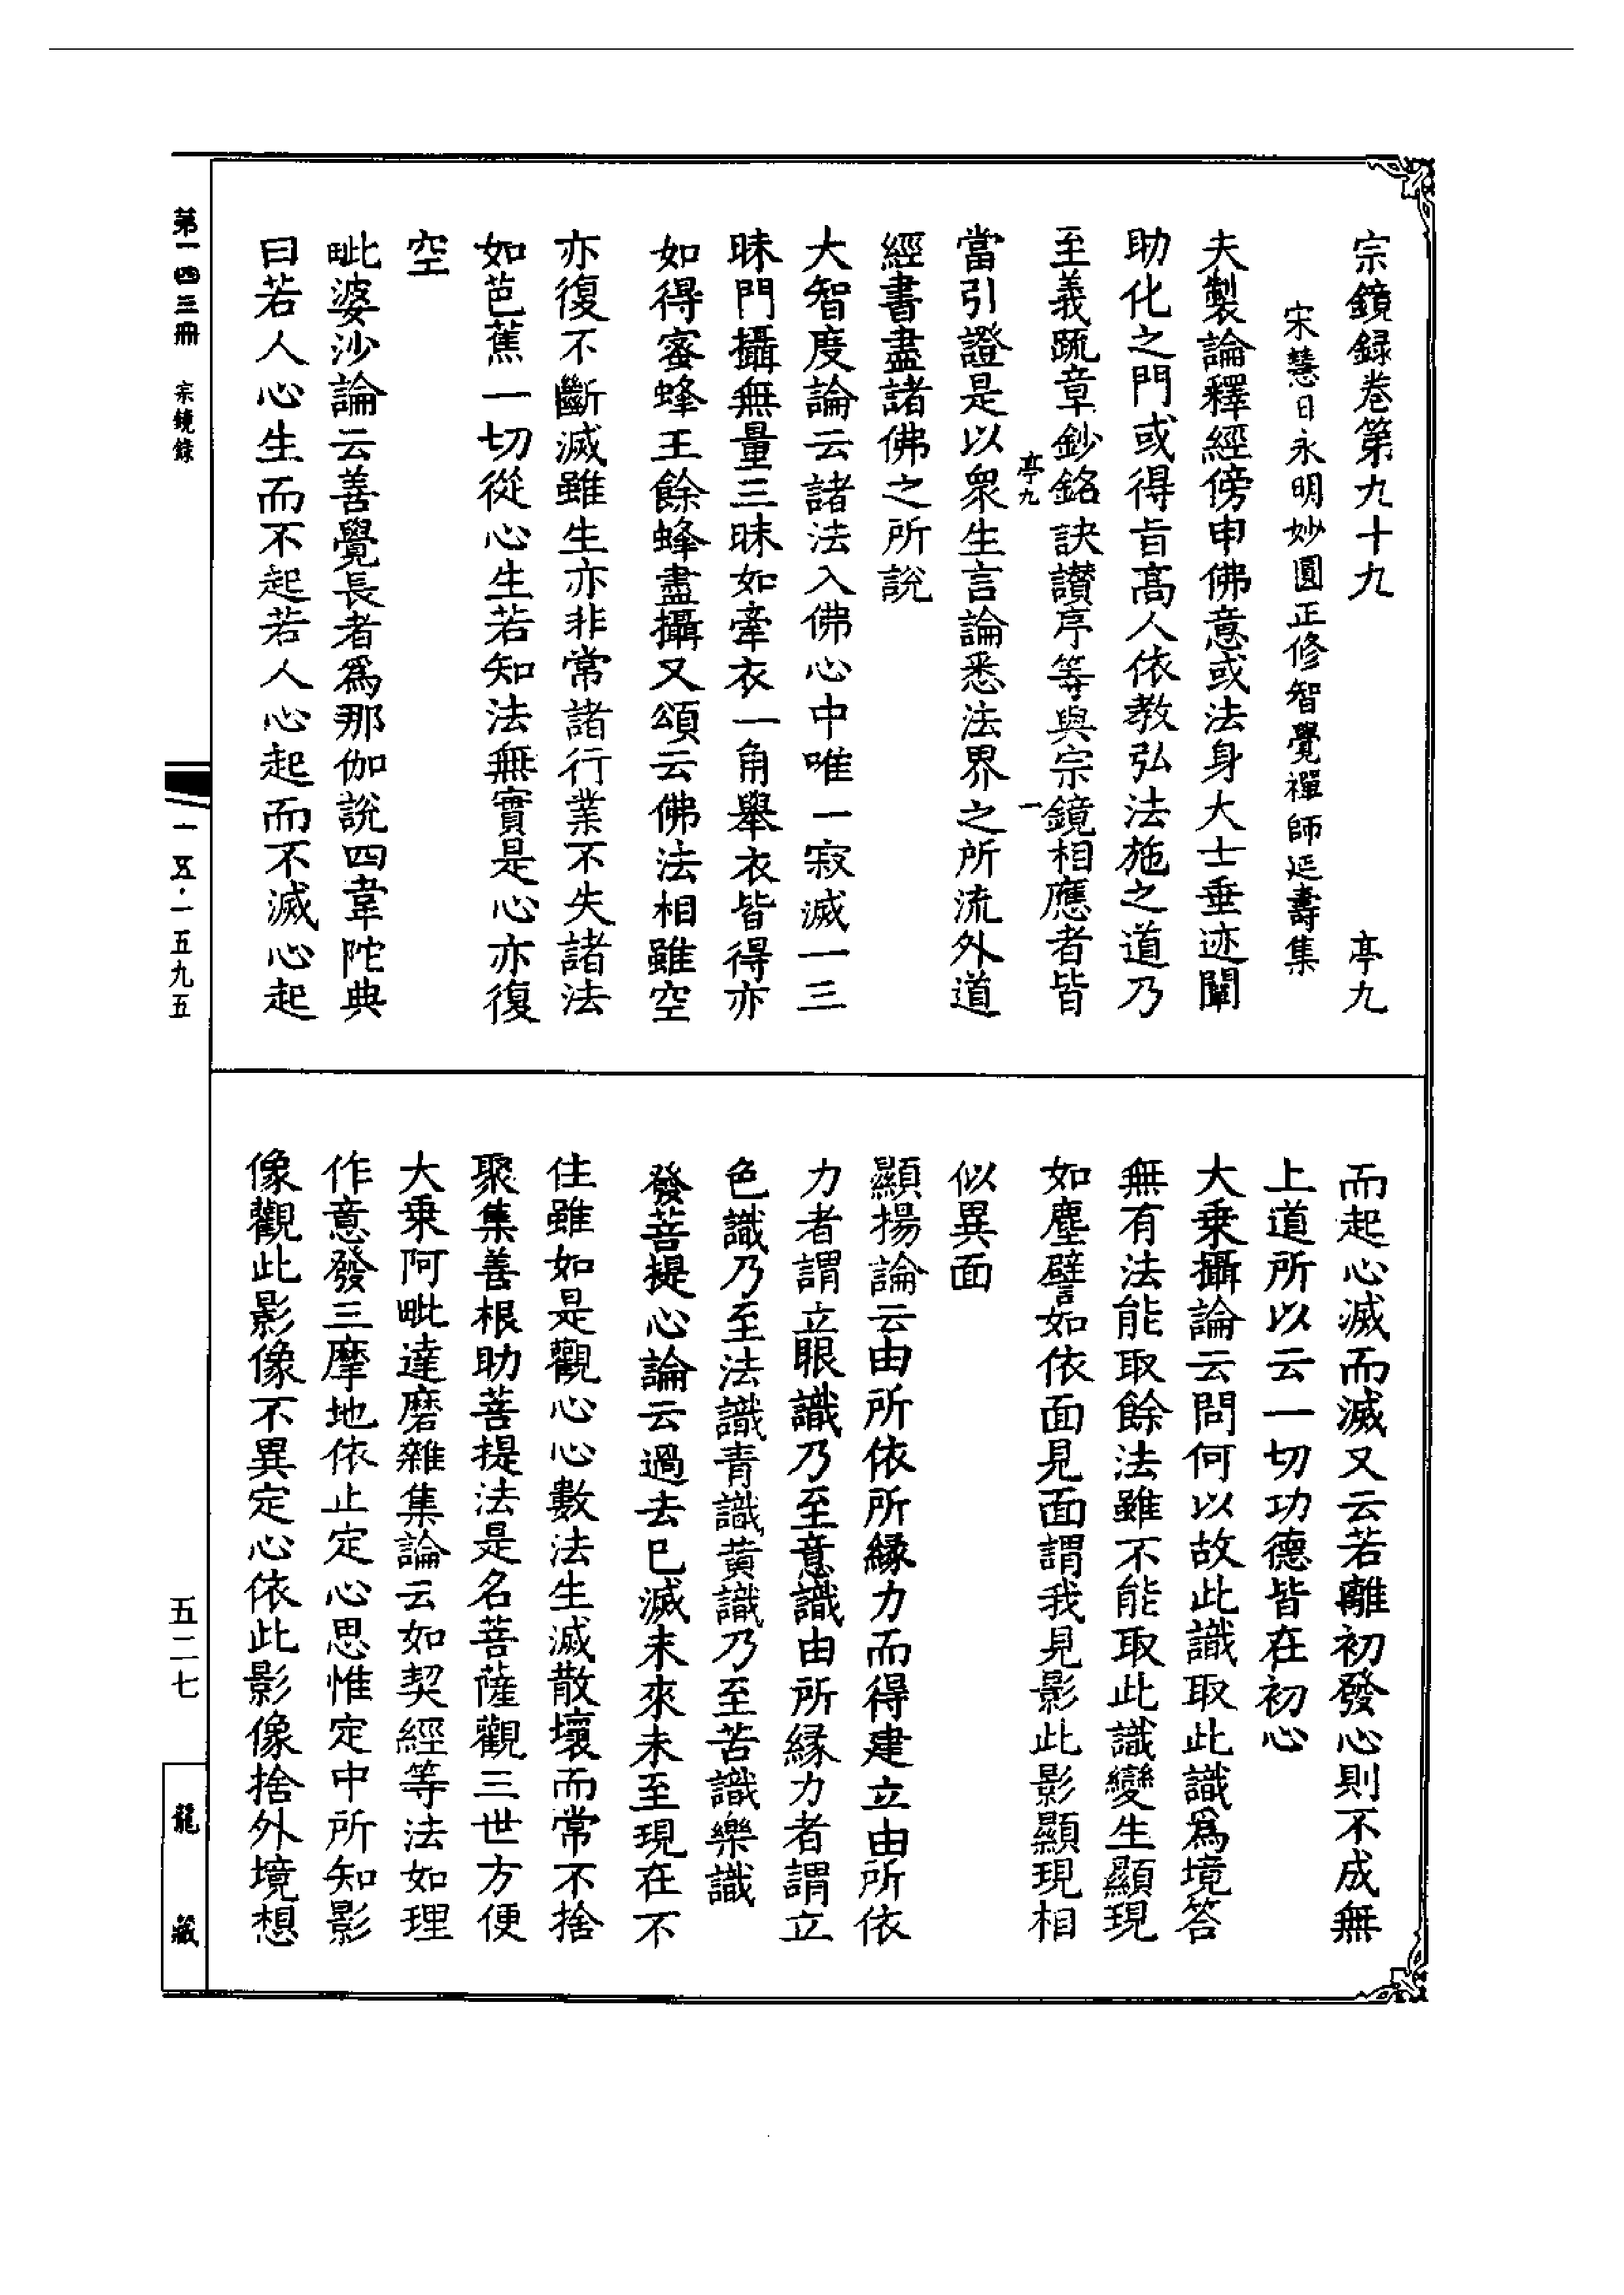 宗鏡録卷第九十九 亭九
宋慧日永明妙圓正修智覺禪師延壽集
夫製論釋經傍申佛意或法身大士垂迹闡
助化之門或得旨高人依教弘法施之道乃
至義䟽章鈔銘訣讃序等與宗鏡相應者皆
亭九 一
當引證是以衆生言論悉法界之所流外道
經書盡諸佛之所說
大智度論云諸法入佛心中唯一寂滅一三
昧門攝無量三昧如牽衣一角舉衣皆得亦
如得蜜蜂王餘蜂盡攝又頌云佛法相雖空
亦復不斷滅雖生亦非常諸行業不失諸法
如芭蕉一切從心生若知法無實是心亦復
空
毗婆沙論云善覺長者爲那伽說四韋陀典
曰若人心生而不起若人心起而不滅心起
而起心滅而滅又云若離初發心則不成無
上道所以云一切功德皆在初心
大乗攝論云問何以故此識取此識爲境答
無有法能取餘法雖不能取此識變生顯現
如塵譬如依面見面謂我見影此影顯現相
似異面
顯揚論云由所依所緣力而得建立由所依
力者謂立眼識乃至意識由所緣力者謂立
色識乃至法識青識黄識乃至苦識樂識
發菩提心論云過去已滅未來未至現在不
住雖如是觀心心數法生滅散壞而常不捨
聚集善根助菩提法是名菩薩觀三世方便
大乗阿毗達磨雜集論云如契經等法如理
作意發三摩地依止定心思惟定中所知影
像觀此影像不異定心依此影像捨外境想
第一四三冊 宗鏡錄
一五·一五九五
五二七
龍藏